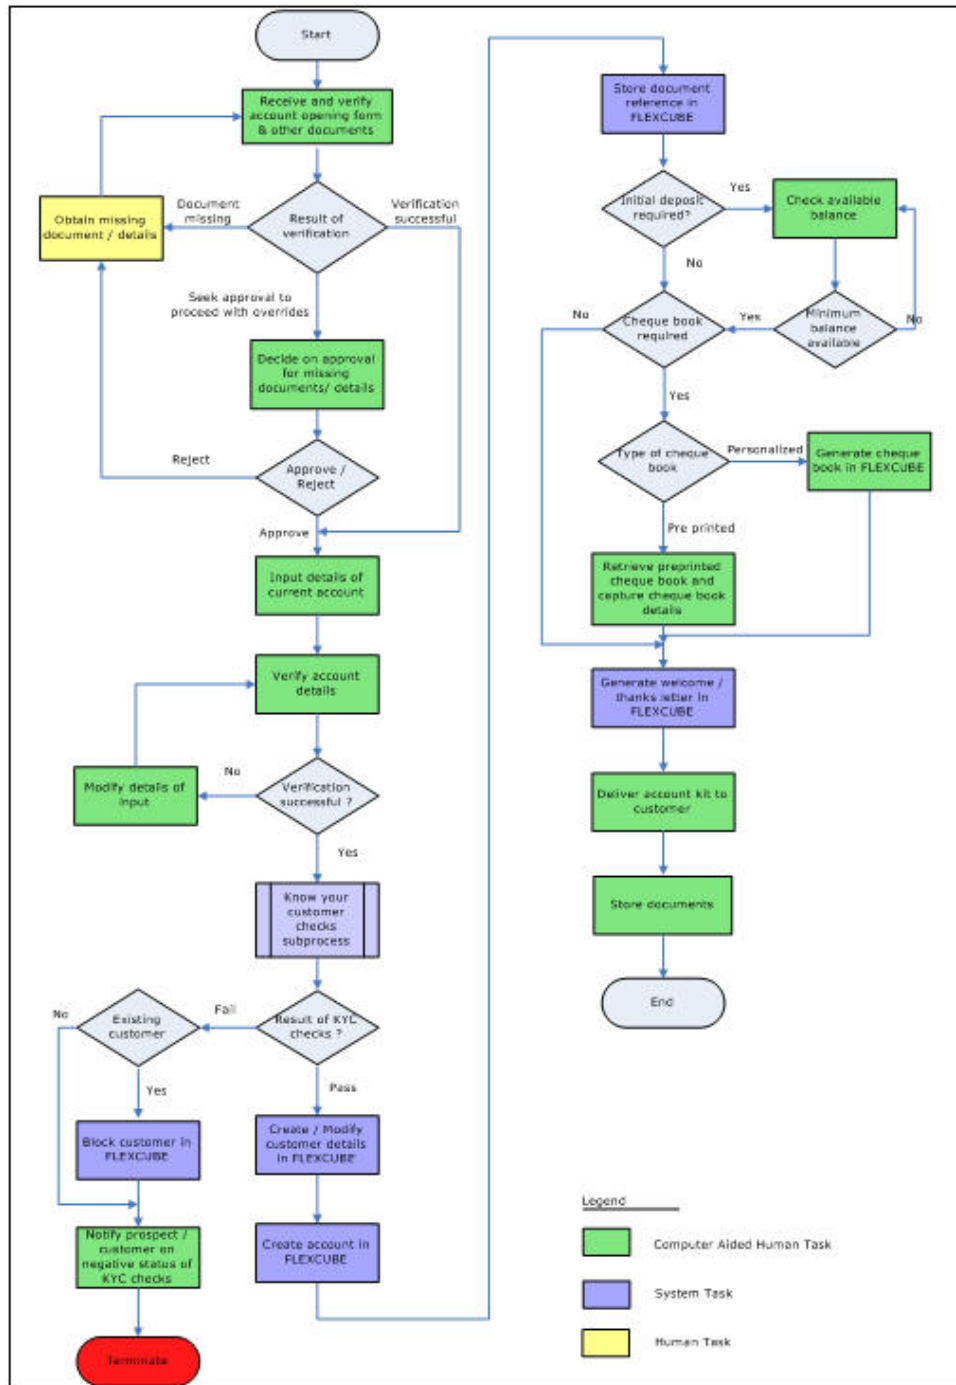 Start
Receive and verify
account opening form
& other documents
Document
missing
Verification
successful
Obtain missing
document / details
Result of
verification
Seek approval to
proceed with overrides
Decide on approval
for missing
documents/ details
Reject
Approve /
Reject
Approve
Input details of
current account
Verify account
details
No
Modify details of
input
Verification
successful ?
Yes
Know your
customer
checks
subprocess
No
Existing
customer
Fail
Result of KYC
checks ?
Yes
Pass
Block customer in
FLEXCUBE
Create / Modify
customer details
in FLEXCUBE
Notify prospect /
customer on
negative status of
KYC checks
Create account in
FLEXCUBE
Terminate
Store document
reference in
FLEXCUBE
Initial deposit
required?
Yes
Check available
balance
No
No
Cheque book
required
Yes
Minimum
balance
available
No
Yes
Type of cheque
book
Personalized
Generate cheque
book in FLEXCUBE
Pre printed
Retrieve preprinted
cheque book and
capture cheque book
details
Generate welcome /
thanks letter in
FLEXCUBE
Deliver account kit to
customer
Store documents
End
Legend
Computer Aided Human Task
System Task
Human Task